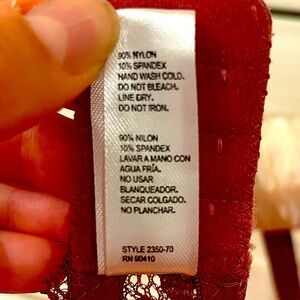 90% NYLON
10% SPANDEX
HAND WASH COLD.
DO NOT BLEACH.
LINE DRY.
DO NOT IRON.
90% NILON
10% SPANDEX
LAVAR A MANO CON
AGUA FRÍA.
NO USAR
BLANQUEADOR.
SECAR COLGADO.
NO PLANCHAR.
STYLE 2350-70
RN 90410